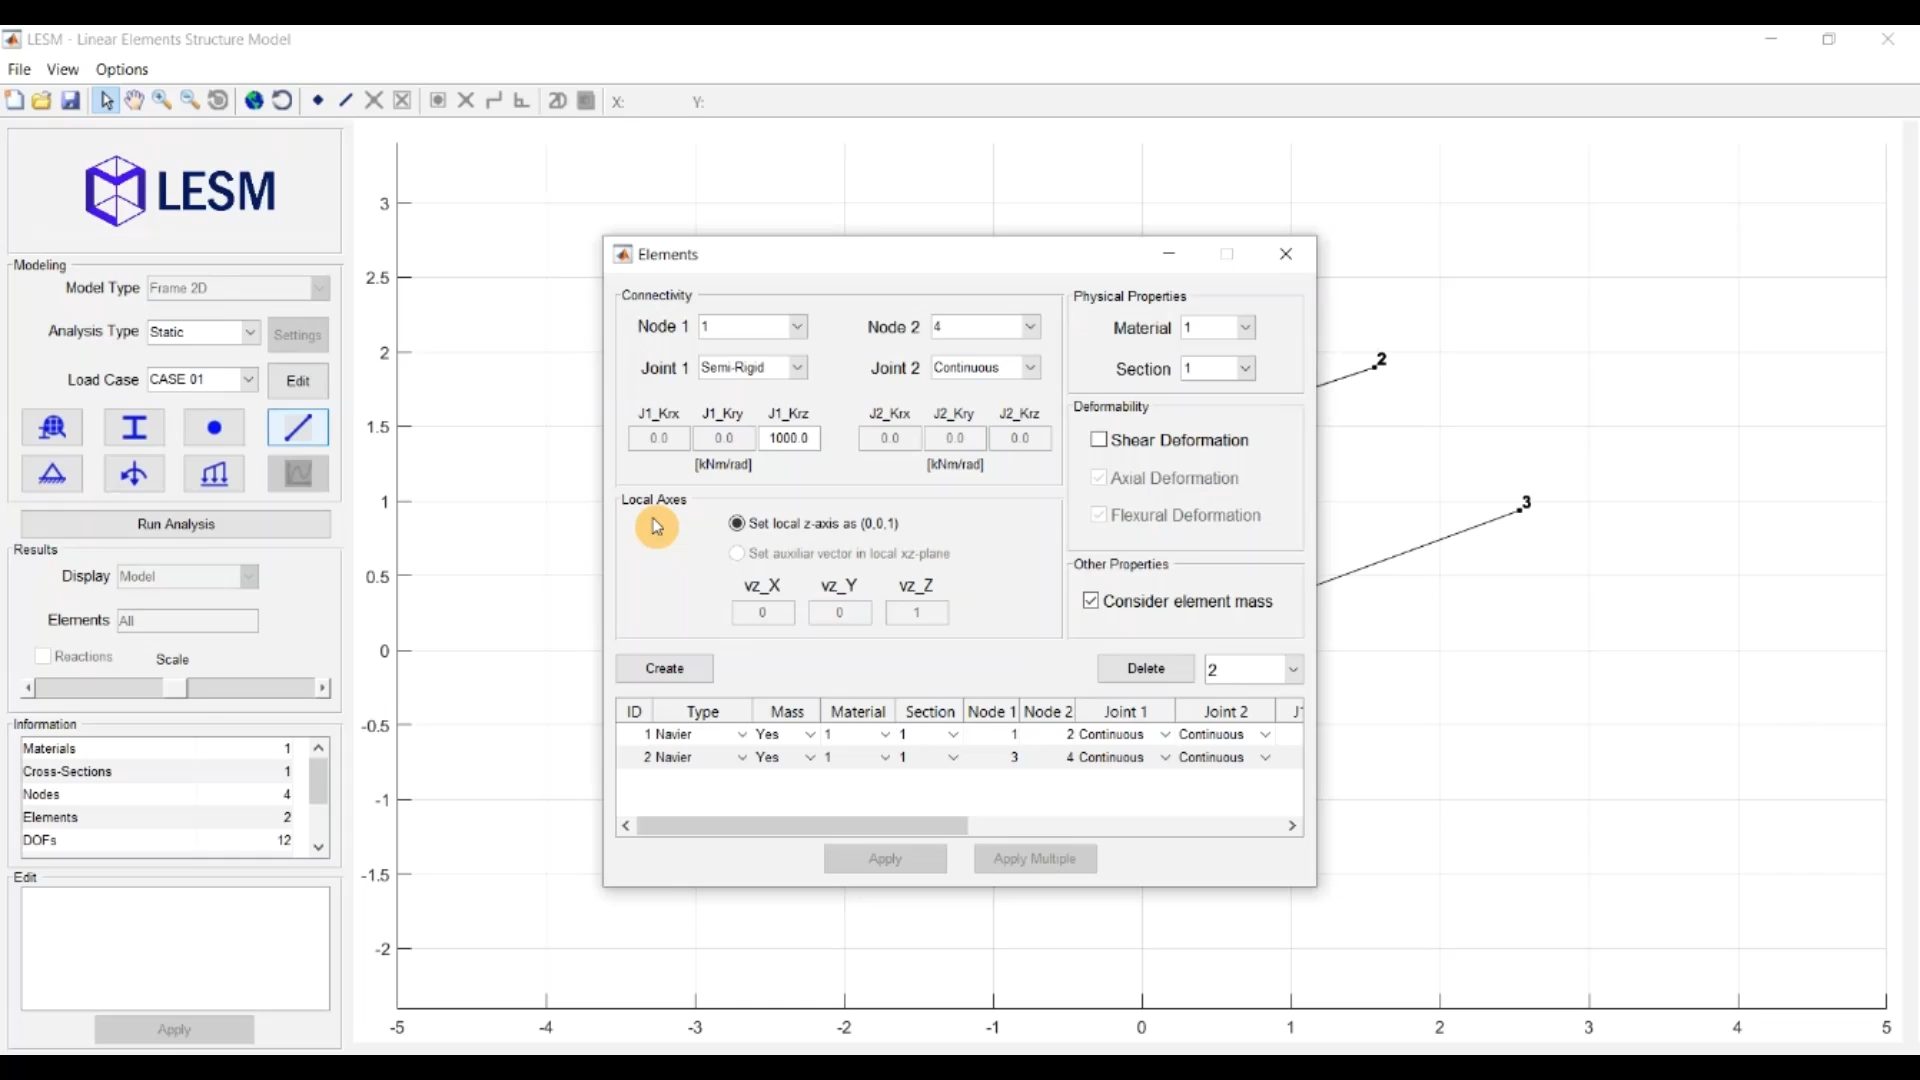 LESM - Linear Elements Structure Model
File View Options
2D X: Y:
LESM
Modeling
Model Type Frame 2D
Analysis Type Static Settings
Load Case CASE 01 Edit
Run Analysis
Results
Display Model
Elements All
Reactions Scale
Information
Materials 1
Cross-Sections 1
Nodes 4
Elements 2
DOFs 12
Edit
Apply
3
2.5
2
1.5
1
0.5
0
-0.5
-1
-1.5
-2
-5 -4 -3 -2 -1 0 1 2 3 4 5
2
3
Elements
Connectivity
Node 1 1 Node 2 4
Joint 1 Semi-Rigid Joint 2 Continuous
J1_Krx J1_Kry J1_Krz J2_Krx J2_Kry J2_Krz
0.0 0.0 1000.0 0.0 0.0 0.0
[kNm/rad] [kNm/rad]
Local Axes
Set local z-axis as (0,0,1)
Set auxiliar vector in local xz-plane
vz_X vz_Y vz_Z
0 0 1
Physical Properties
Material 1
Section 1
Deformability
Shear Deformation
Axial Deformation
Flexural Deformation
Other Properties
Consider element mass
Create Delete 2
ID Type Mass Material Section Node 1 Node 2 Joint 1 Joint 2
1 Navier Yes 1 1 1 2 Continuous Continuous
2 Navier Yes 1 1 3 4 Continuous Continuous
Apply Apply Multiple